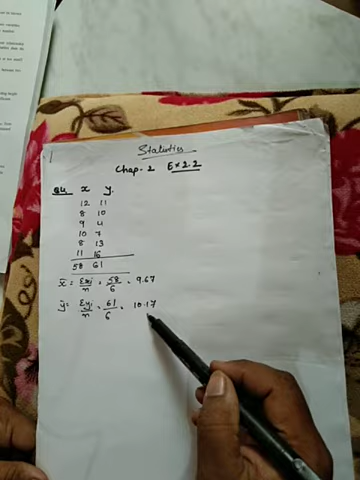 Statistics
Chap. 2 Ex 2.2
Q4. x y.
12 11
8 10
9 4
10 7
8 13
11 16
58 61
x̄ = Σxi/n = 58/6 = 9.67
ȳ = Σyi/n = 61/6 = 10.17